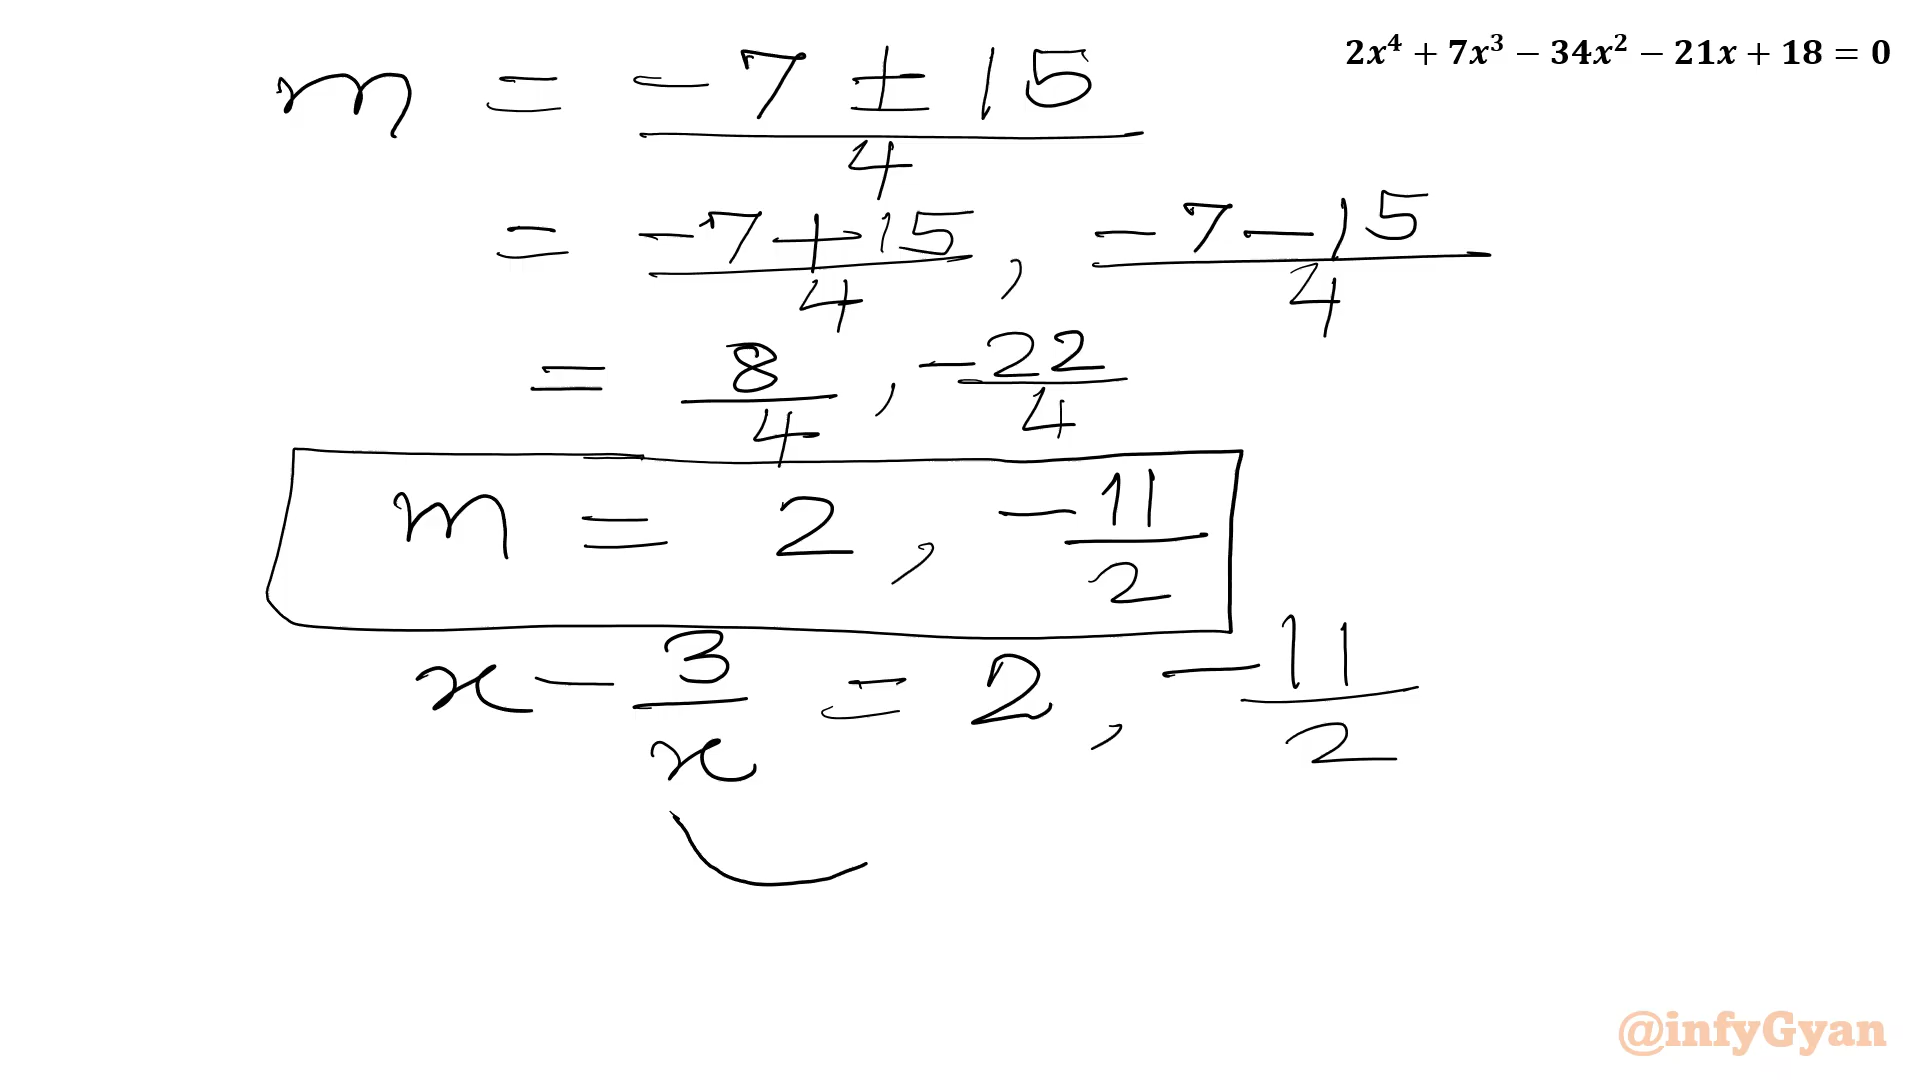 2x⁴ + 7x³ − 34x² − 21x + 18 = 0
m = (-7 ± 15)/4
= (-7+15)/4 , (-7-15)/4
= 8/4 , -22/4
m = 2 , -11/2
x - 3/x = 2 , -11/2
@infyGyan